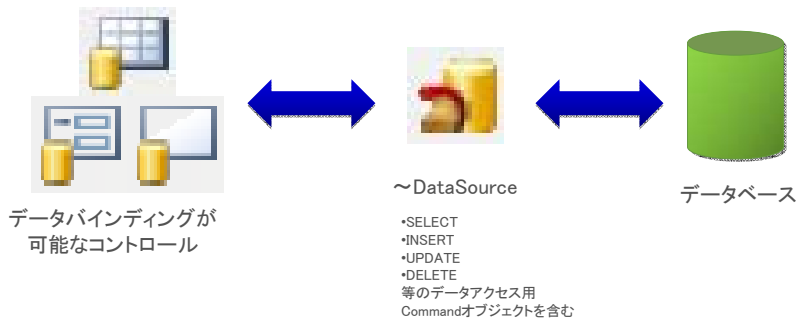 データバインディングが
可能なコントロール
～DataSource
•SELECT
•INSERT
•UPDATE
•DELETE
等のデータアクセス用
Commandオブジェクトを含む
データベース